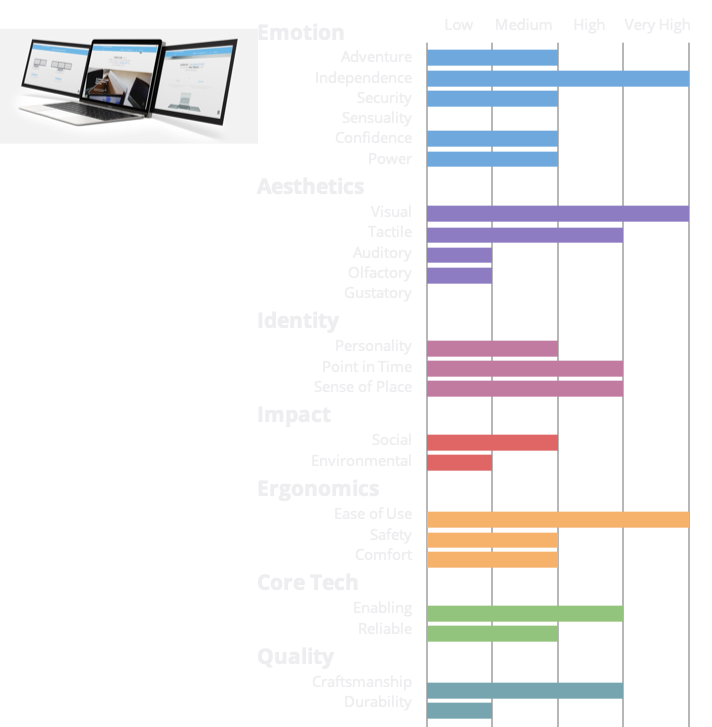 Emotion
Low Medium High Very High
Adventure
Independence
Security
Sensuality
Confidence
Power
Aesthetics
Visual
Tactile
Auditory
Olfactory
Gustatory
Identity
Personality
Point in Time
Sense of Place
Impact
Social
Environmental
Ergonomics
Ease of Use
Safety
Comfort
Core Tech
Enabling
Reliable
Quality
Craftsmanship
Durability